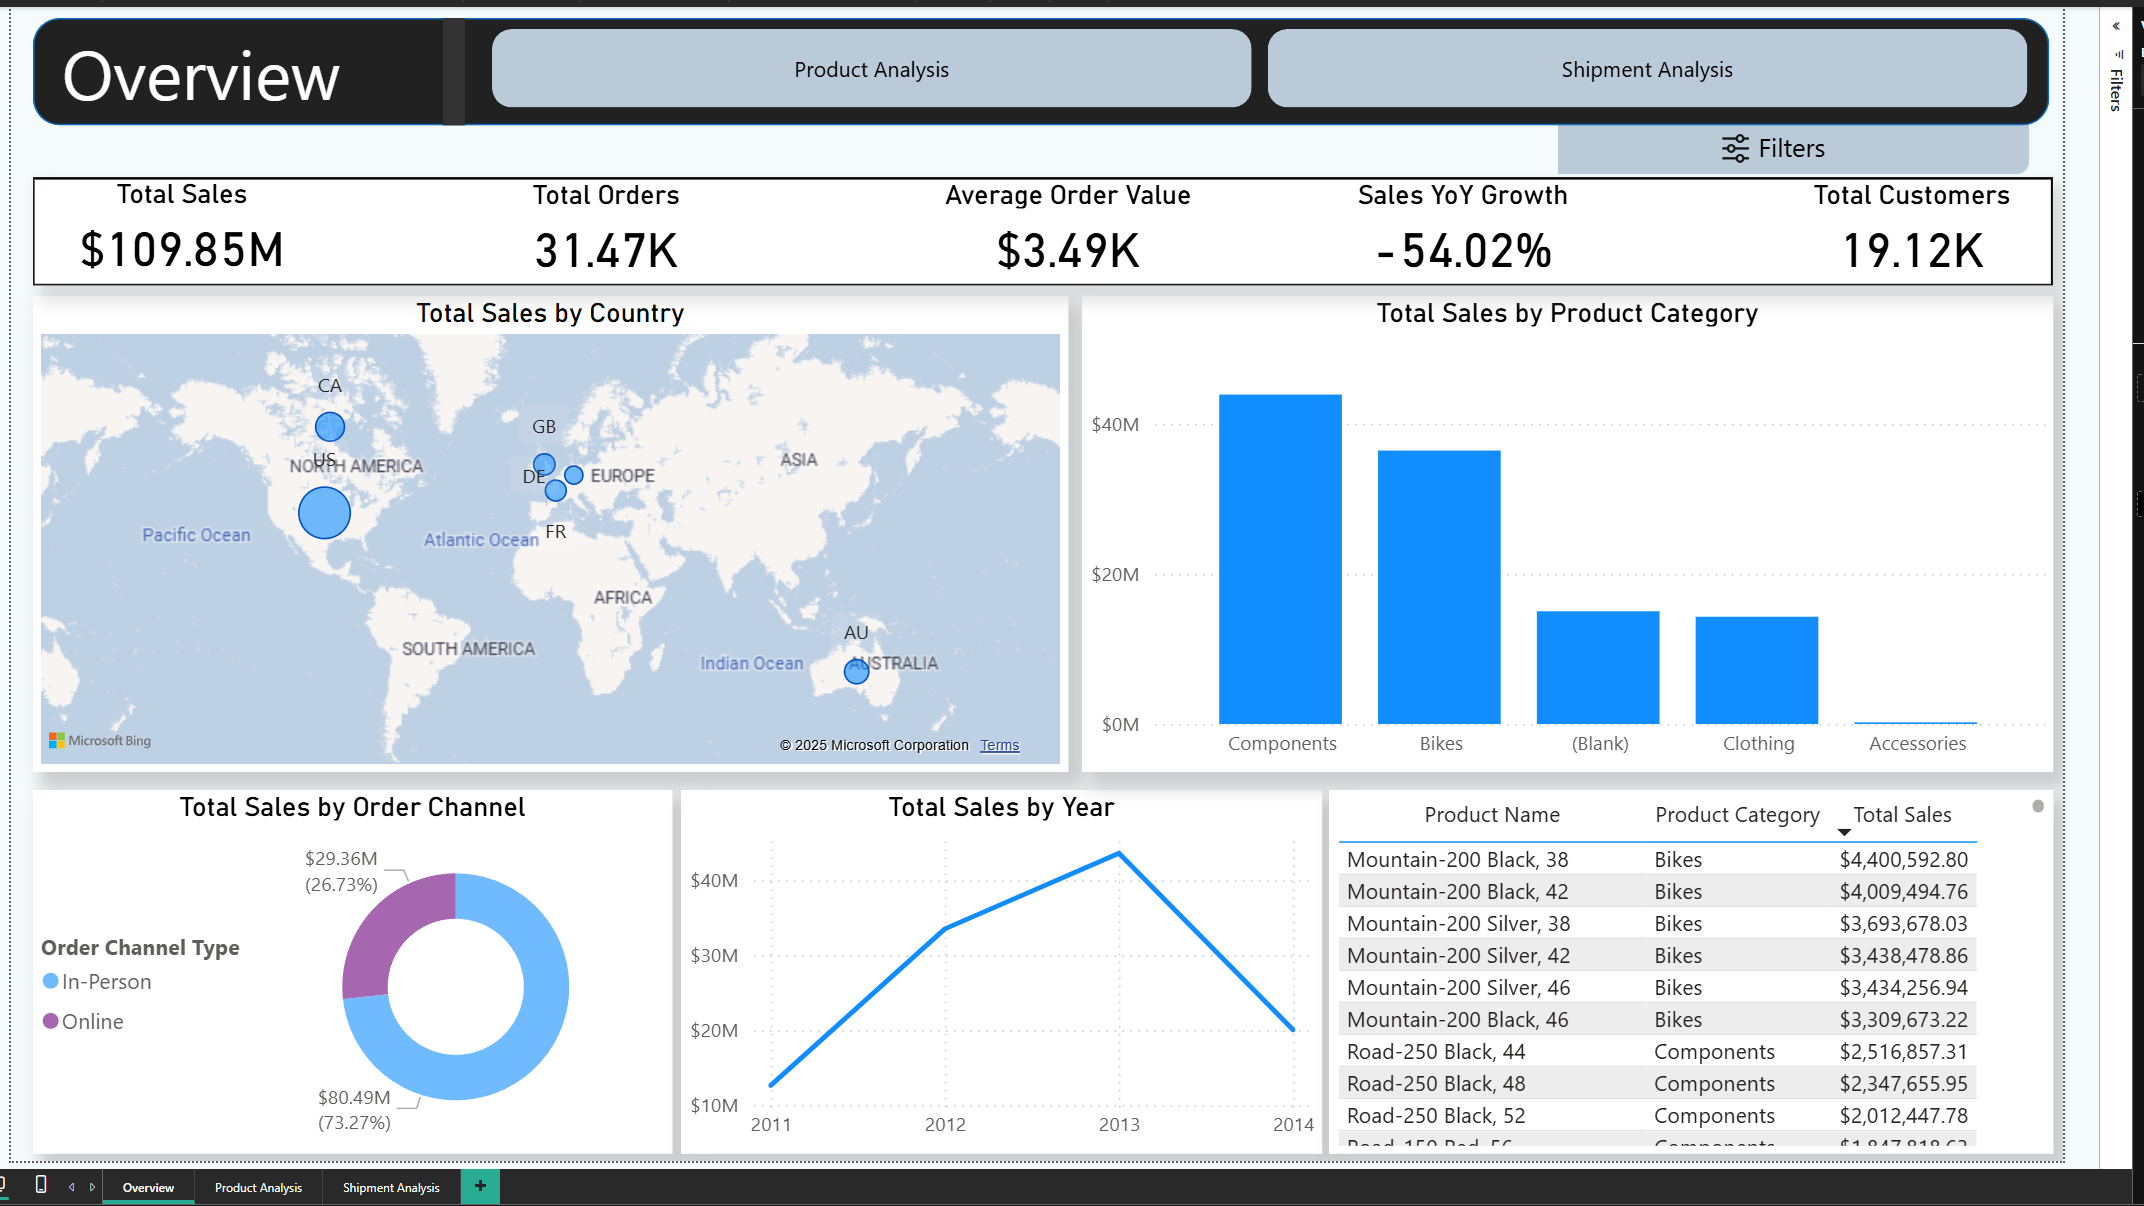 Overview
Product Analysis
Shipment Analysis
Filters
Filters
Total Sales
$109.85M
Total Orders
31.47K
Average Order Value
$3.49K
Sales YoY Growth
-54.02%
Total Customers
19.12K
Total Sales by Country
CA
US
NORTH AMERICA
GB
DE
EUROPE
FR
ASIA
Pacific Ocean
Atlantic Ocean
AFRICA
SOUTH AMERICA
Indian Ocean
AU
AUSTRALIA
Microsoft Bing
© 2025 Microsoft Corporation Terms
Total Sales by Product Category
$40M
$20M
$0M
Components Bikes (Blank) Clothing Accessories
Total Sales by Order Channel
$29.36M
(26.73%)
Order Channel Type
In-Person
Online
$80.49M
(73.27%)
Total Sales by Year
$40M
$30M
$20M
$10M
2011 2012 2013 2014
Product Name Product Category Total Sales
Mountain-200 Black, 38 Bikes $4,400,592.80
Mountain-200 Black, 42 Bikes $4,009,494.76
Mountain-200 Silver, 38 Bikes $3,693,678.03
Mountain-200 Silver, 42 Bikes $3,438,478.86
Mountain-200 Silver, 46 Bikes $3,434,256.94
Mountain-200 Black, 46 Bikes $3,309,673.22
Road-250 Black, 44 Components $2,516,857.31
Road-250 Black, 48 Components $2,347,655.95
Road-250 Black, 52 Components $2,012,447.78
Overview Product Analysis Shipment Analysis +